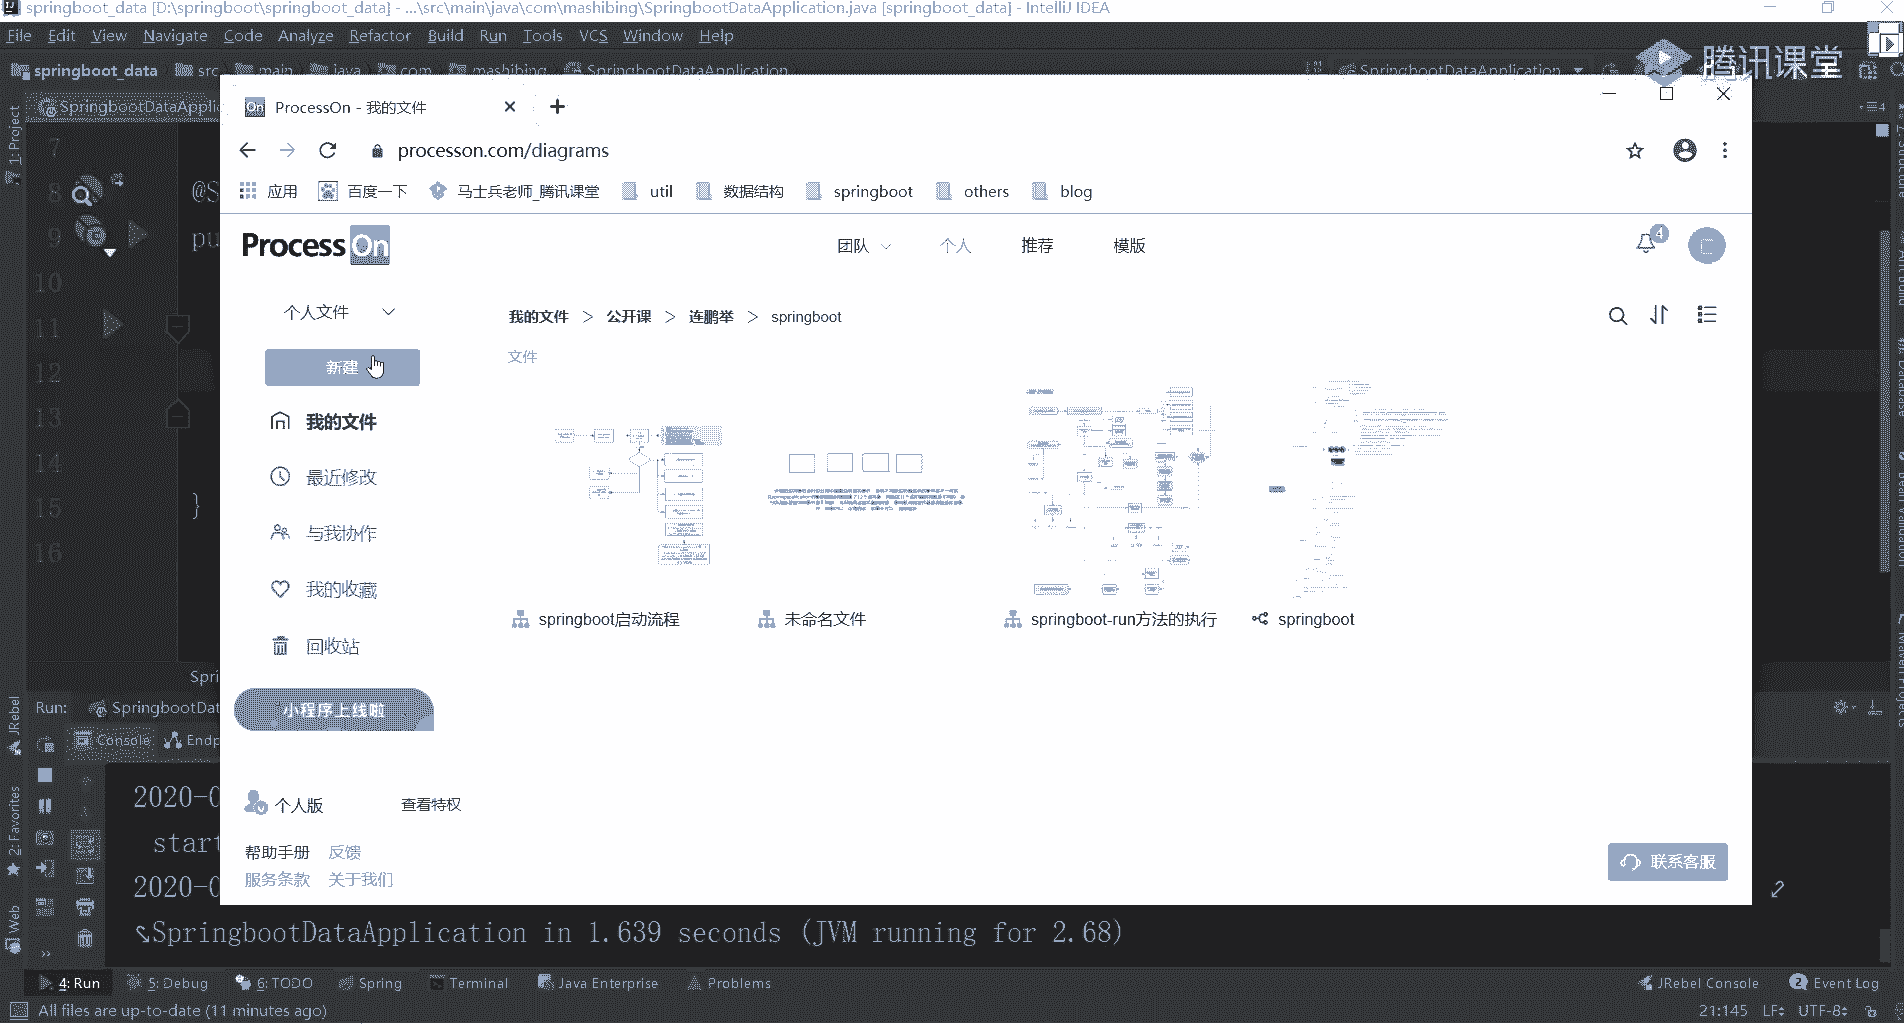 springboot_data [D:\springboot\springboot_data] - ...\src\main\java\com\mashibing\SpringbootDataApplication.java [springboot_data] - IntelliJ IDEA
File Edit View Navigate Code Analyze Refactor Build Run Tools VCS Window Help
springboot_data src main java com mashibing SpringbootDataApplication SpringbootDataApplication
腾讯课堂
SpringbootDataAppli
ProcessOn - 我的文件
1: Project
processon.com/diagrams
应用 百度一下 马士兵老师_腾讯课堂 util 数据结构 springboot others blog
ProcessOn 团队 个人 推荐 模版 4
7
8 @S
9 pu
10
11
12
13
14
15 }
16
个人文件
我的文件 > 公开课 > 连鹏举 > springboot
新建
文件
我的文件
最近修改
与我协作
我的收藏
回收站
springboot启动流程 未命名文件 springboot-run方法的执行 springboot
小程序上线啦
个人版 查看特权
帮助手册 反馈
服务条款 关于我们
联系客服
Spri
Run: SpringbootDat
Console Endp
2020-0
start
2020-0
SpringbootDataApplication in 1.639 seconds (JVM running for 2.68)
JRebel
2: Favorites
Web
4: Run 5: Debug 6: TODO Spring Terminal Java Enterprise Problems JRebel Console 2 Event Log
All files are up-to-date (11 minutes ago) 21:145 LF UTF-8